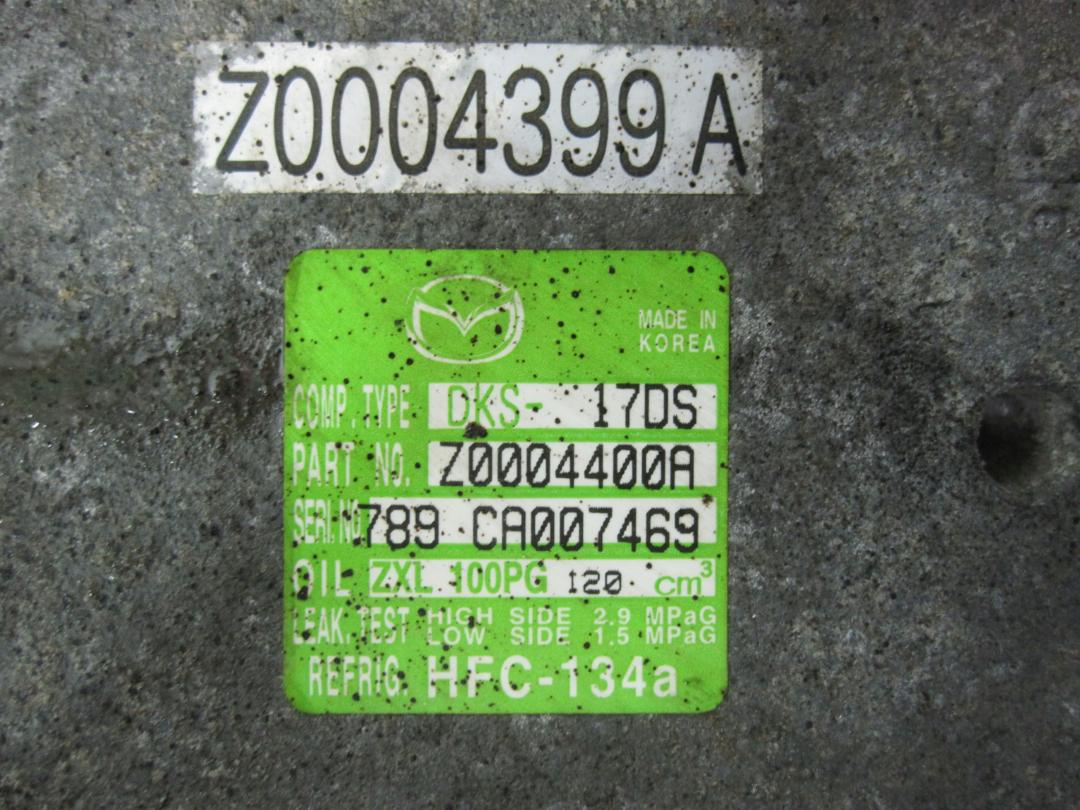 Z0004399A
MADE IN
KOREA
COMP. TYPE DKS- 17DS
PART NO. Z0004400A
SERI.NO 789 CA007469
OIL ZXL 100PG 120 cm³
LEAK. TEST HIGH SIDE 2.9 MPaG
LOW SIDE 1.5 MPaG
REFRIG. HFC-134a